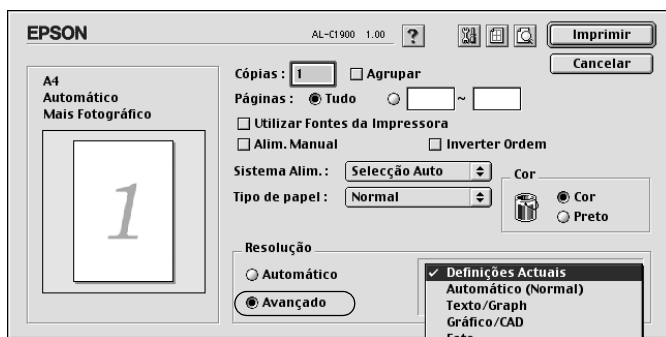 EPSON
AL-C1900 1.00
?
Imprimir
Cancelar
A4
Automático
Mais Fotográfico
1
Cópias : 1 Agrupar
Páginas : Tudo ~
Utilizar Fontes da Impressora
Alim. Manual Inverter Ordem
Sistema Alim. : Selecção Auto
Tipo de papel : Normal
Cor
Cor
Preto
Resolução
Automático
Avançado
✓ Definições Actuais
Automático (Normal)
Texto/Graph
Gráfico/CAD